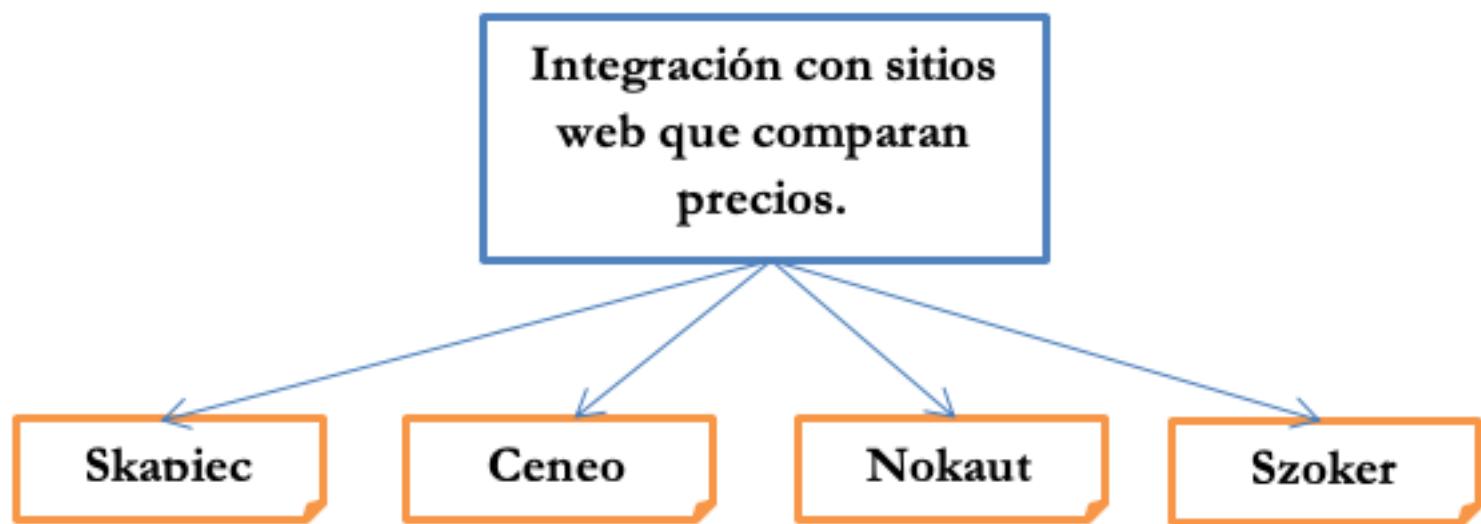 Integración con sitios
web que comparan
precios.
Skapiec
Ceneo
Nokaut
Szoker